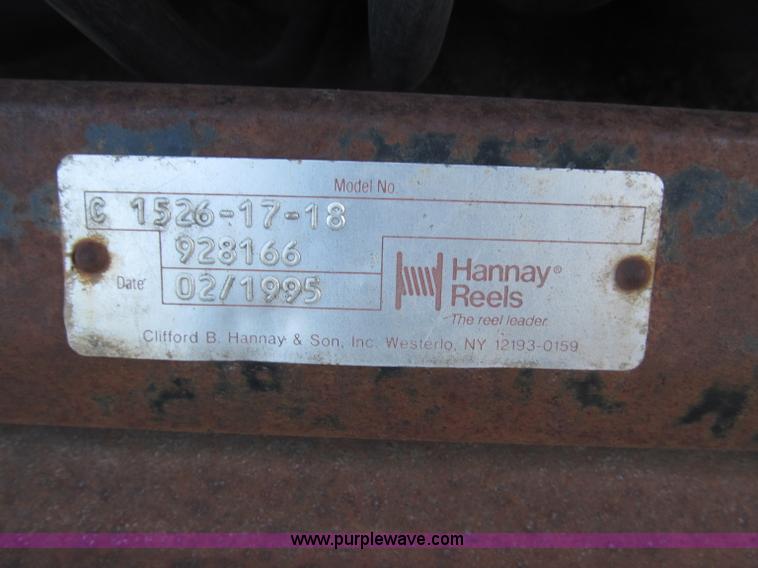 Model No
C 1526-17-18
928166
Date 02/1995
Hannay®
Reels
The reel leader.
Clifford B. Hannay & Son, Inc. Westerlo, NY 12193-0159
www.purplewave.com